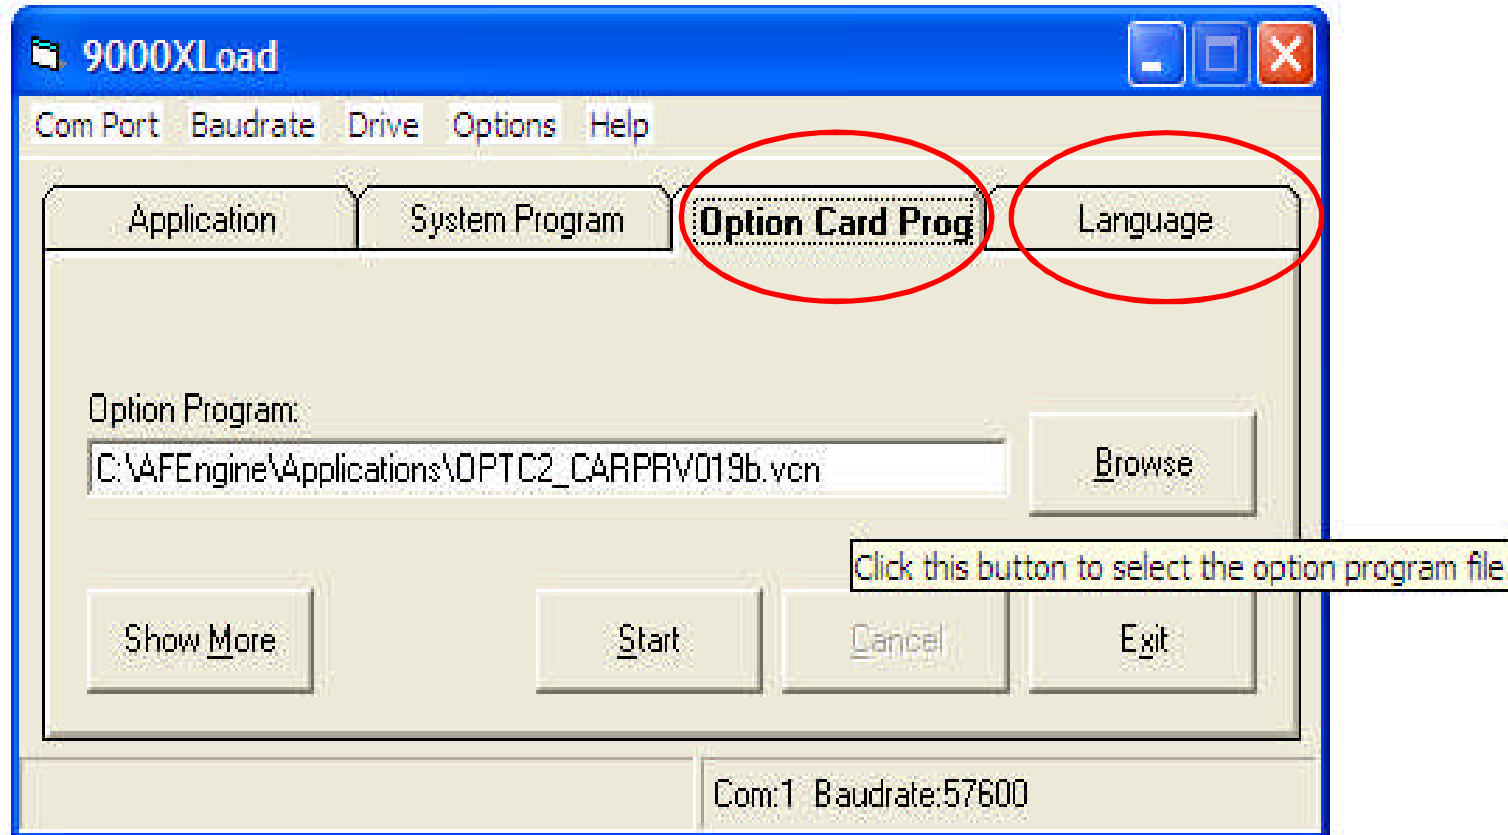 9000XLoad
Com Port Baudrate Drive Options Help
Application System Program Option Card Prog Language
Option Program:
C:\AFEngine\Applications\OPTC2_CARPRV019b.vcn Browse
Click this button to select the option program file.
Show More Start Cancel Exit
Com:1 Baudrate:57600